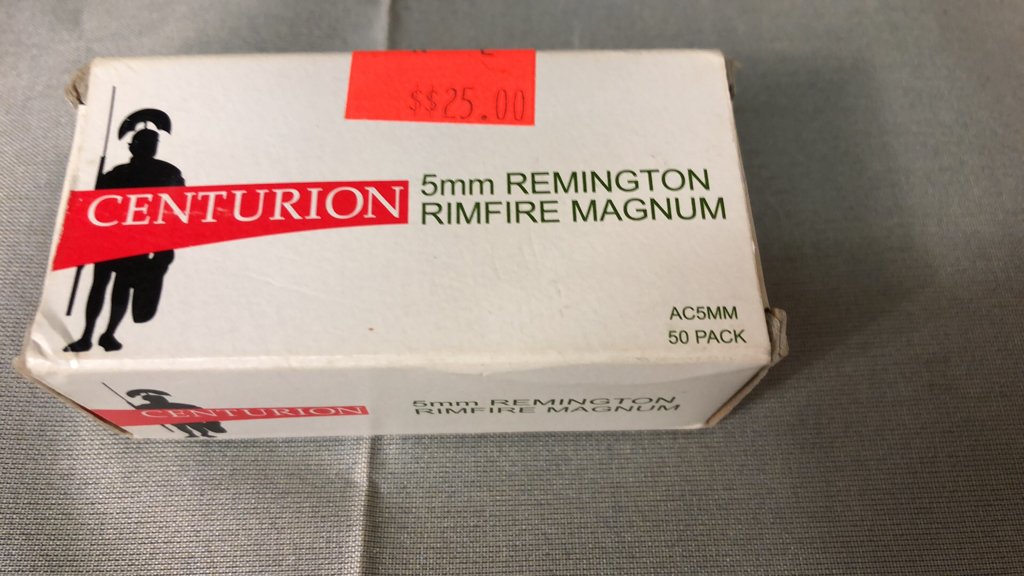 $$25.00
CENTURION
5mm REMINGTON
RIMFIRE MAGNUM
AC5MM
50 PACK
CENTURION
5mm REMINGTON
RIMFIRE MAGNUM